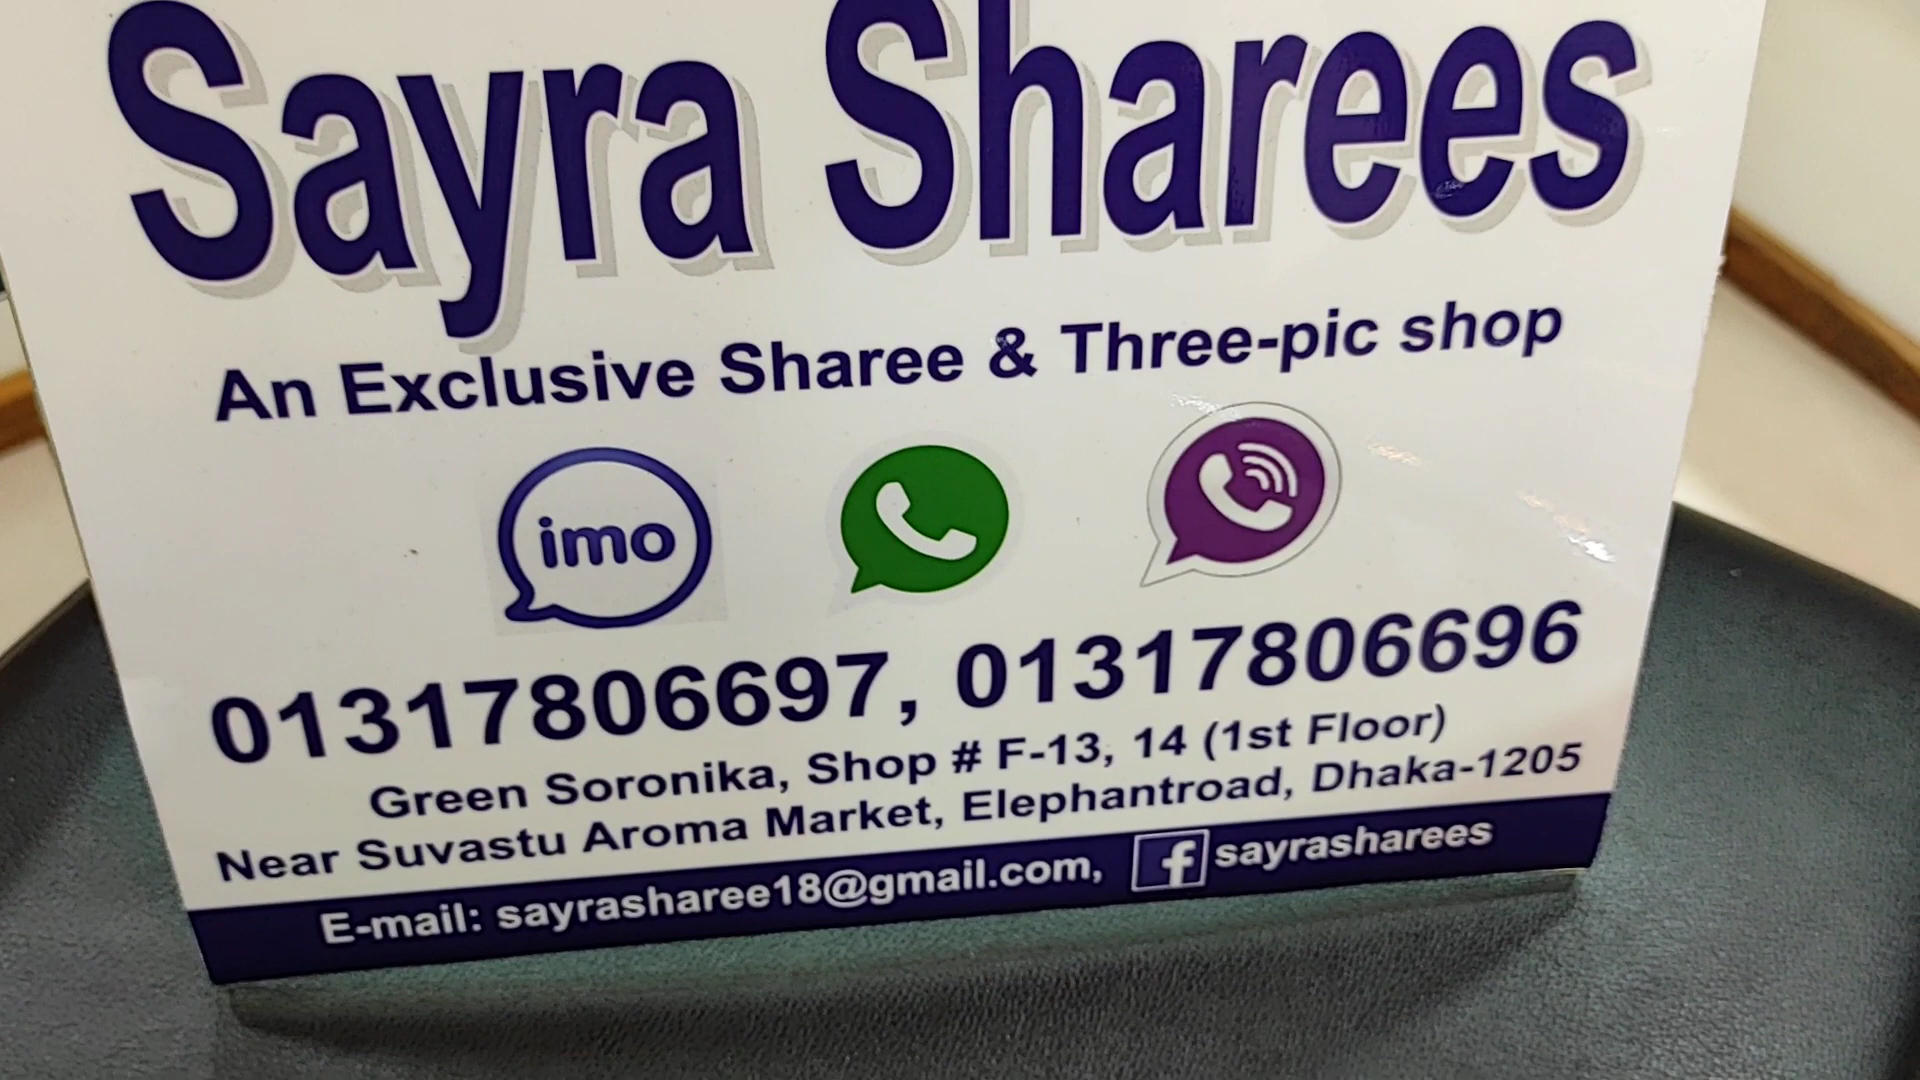 Sayra Sharees
An Exclusive Sharee & Three-pic shop
imo
01317806697, 01317806696
Green Soronika, Shop # F-13, 14 (1st Floor)
Near Suvastu Aroma Market, Elephantroad, Dhaka-1205
E-mail: sayrasharee18@gmail.com, f sayrasharees